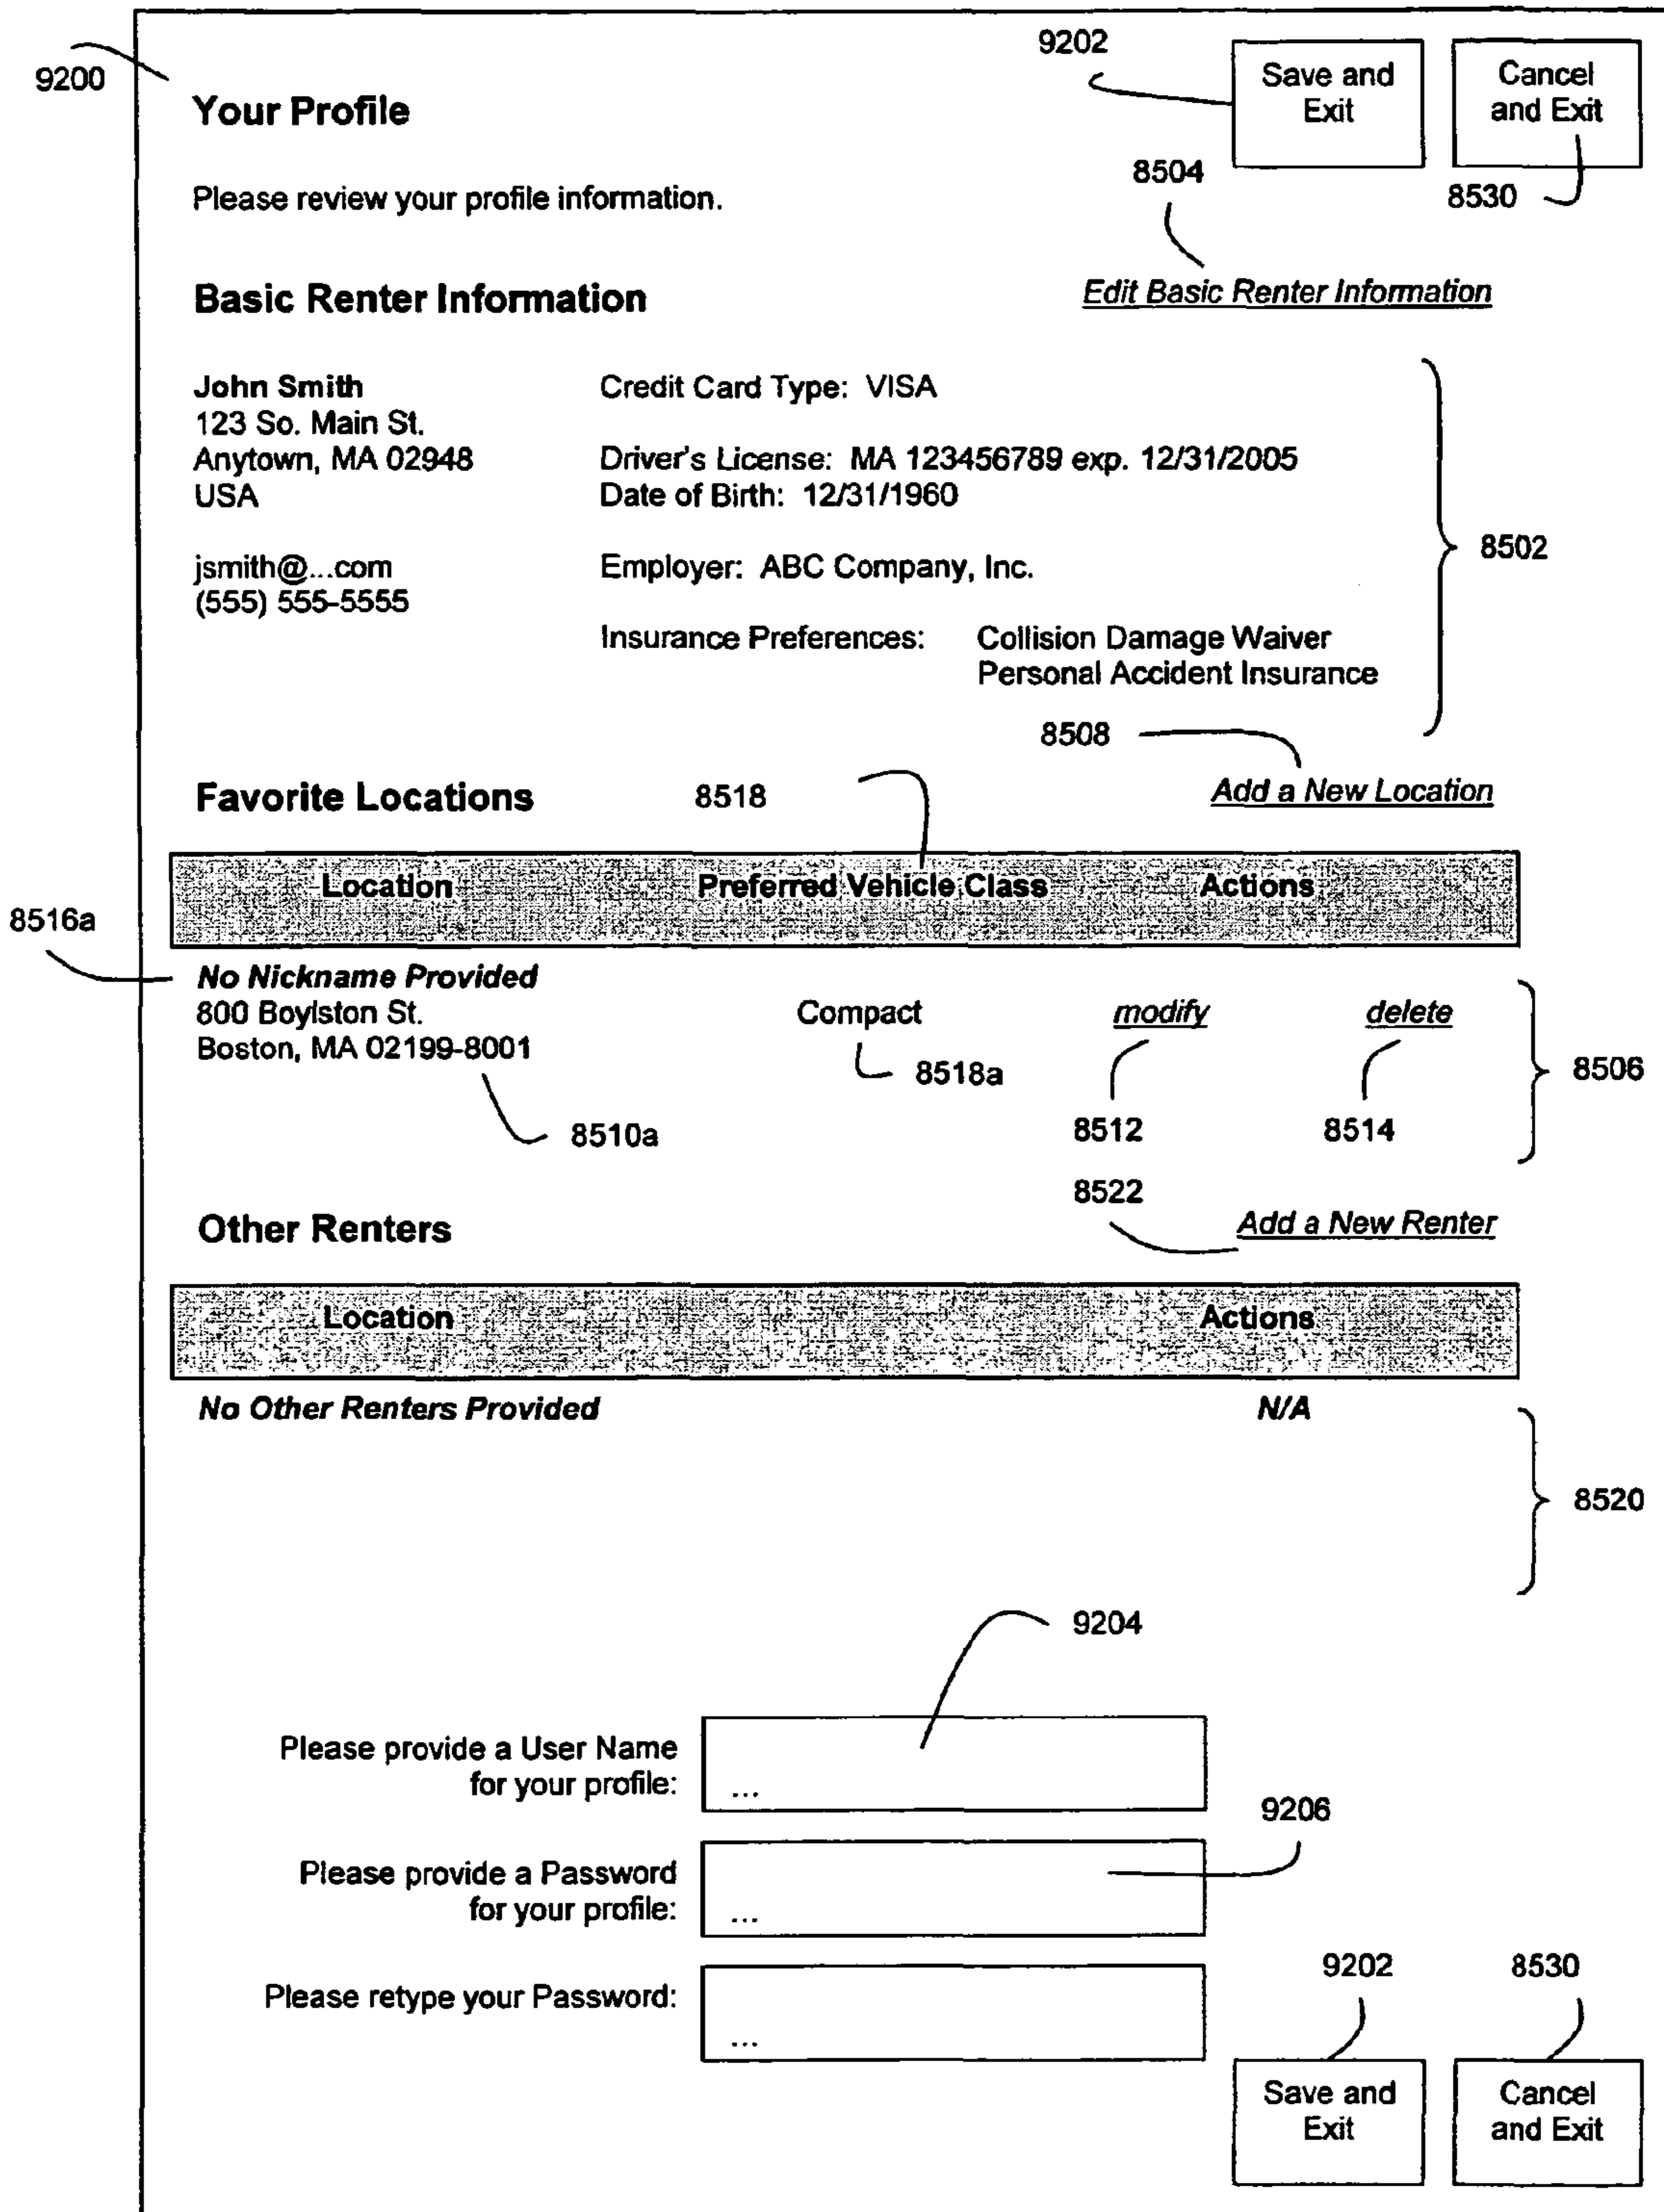 9200
9202
Save and
Exit
Cancel
and Exit
Your Profile
8504
8530
Please review your profile information.
Basic Renter Information
Edit Basic Renter Information
John Smith
Credit Card Type: VISA
123 So. Main St.
Anytown, MA 02948
Driver's License: MA 123456789 exp. 12/31/2005
USA
Date of Birth: 12/31/1960
8502
jsmith@...com
Employer: ABC Company, Inc.
(555) 555-5555
Insurance Preferences: Collision Damage Waiver
Personal Accident Insurance
8508
Favorite Locations
8518
Add a New Location
Location Preferred Vehicle Class Actions
8516a
No Nickname Provided
800 Boylston St.
Compact modify delete
Boston, MA 02199-8001
8518a
8506
8510a
8512
8514
8522
Other Renters
Add a New Renter
Location Actions
No Other Renters Provided N/A
8520
9204
Please provide a User Name
for your profile:
...
9206
Please provide a Password
for your profile:
...
9202
8530
Please retype your Password:
...
Save and
Exit
Cancel
and Exit